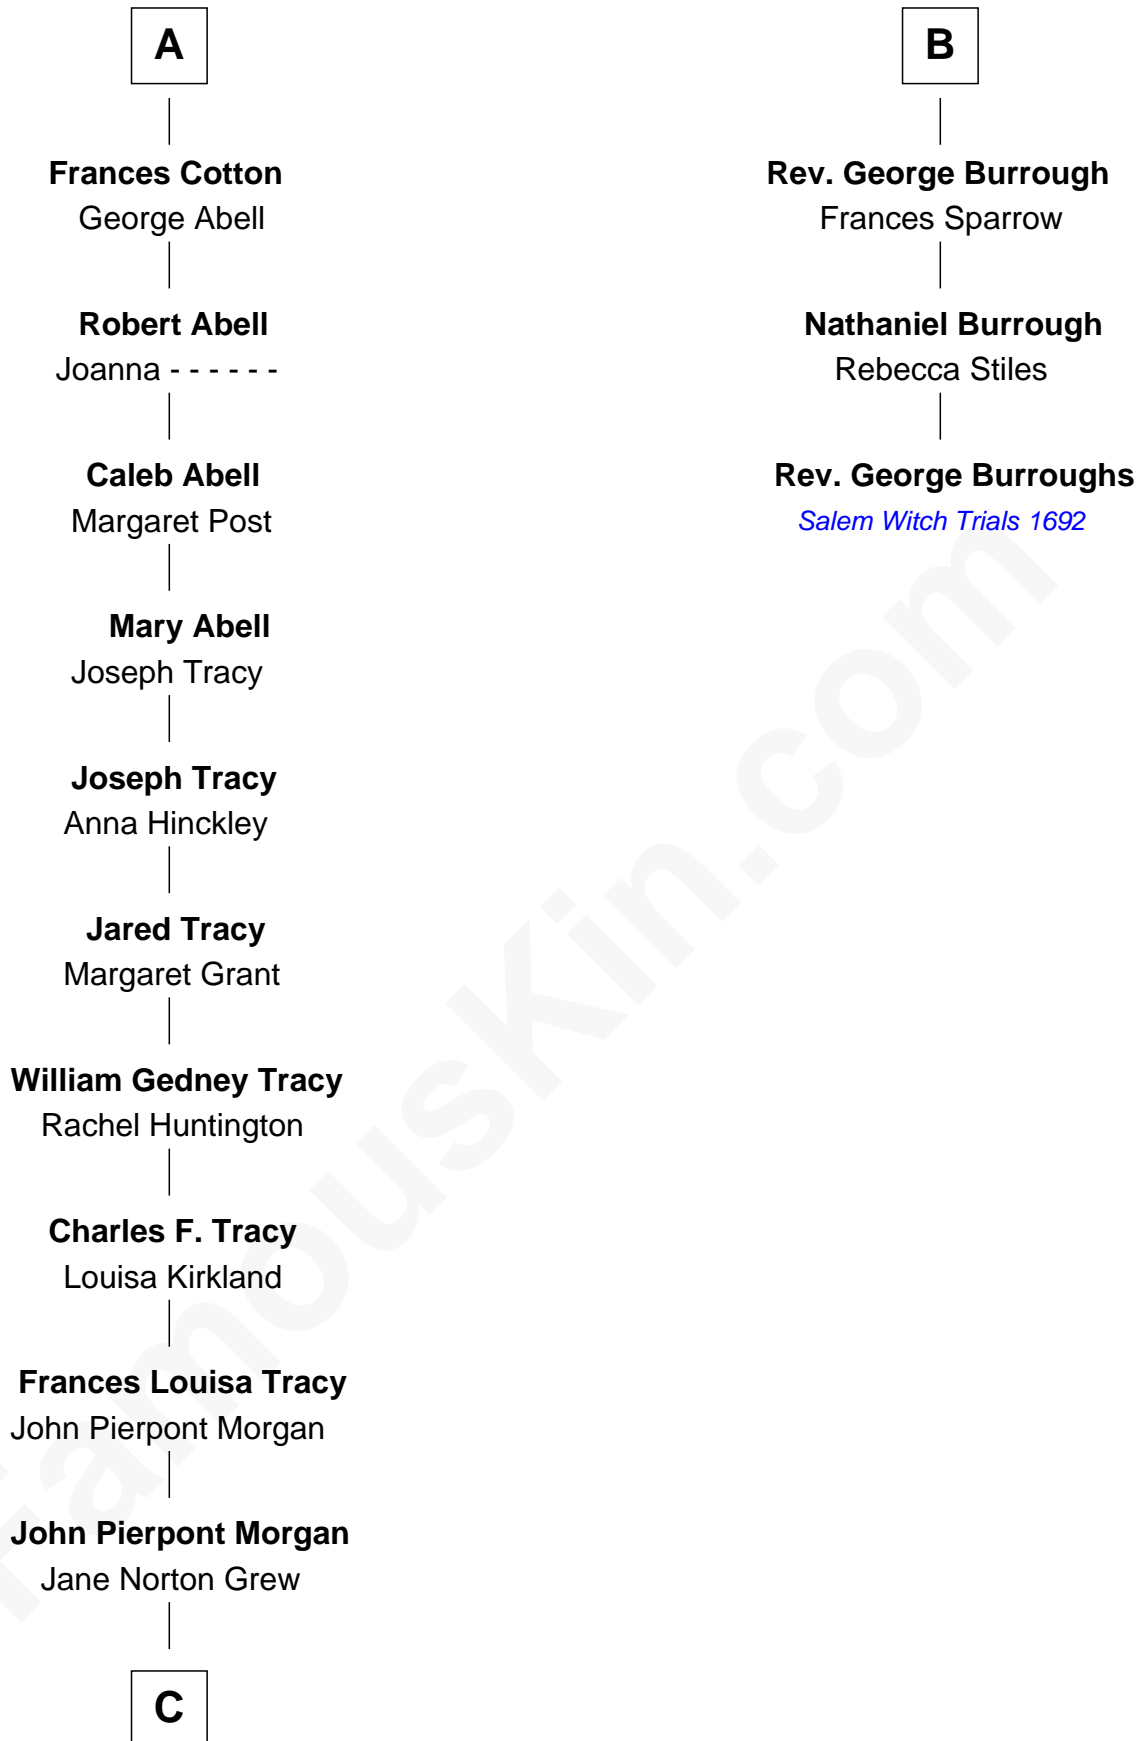 A
Frances Cotton
George Abell
Robert Abell
Joanna - - - - - -
Caleb Abell
Margaret Post
Mary Abell
Joseph Tracy
Joseph Tracy
Anna Hinckley
Jared Tracy
Margaret Grant
William Gedney Tracy
Rachel Huntington
Charles F. Tracy
Louisa Kirkland
Frances Louisa Tracy
John Pierpont Morgan
John Pierpont Morgan
Jane Norton Grew
C
B
Rev. George Burrough
Frances Sparrow
Nathaniel Burrough
Rebecca Stiles
Rev. George Burroughs
Salem Witch Trials 1692
FamousKin.com